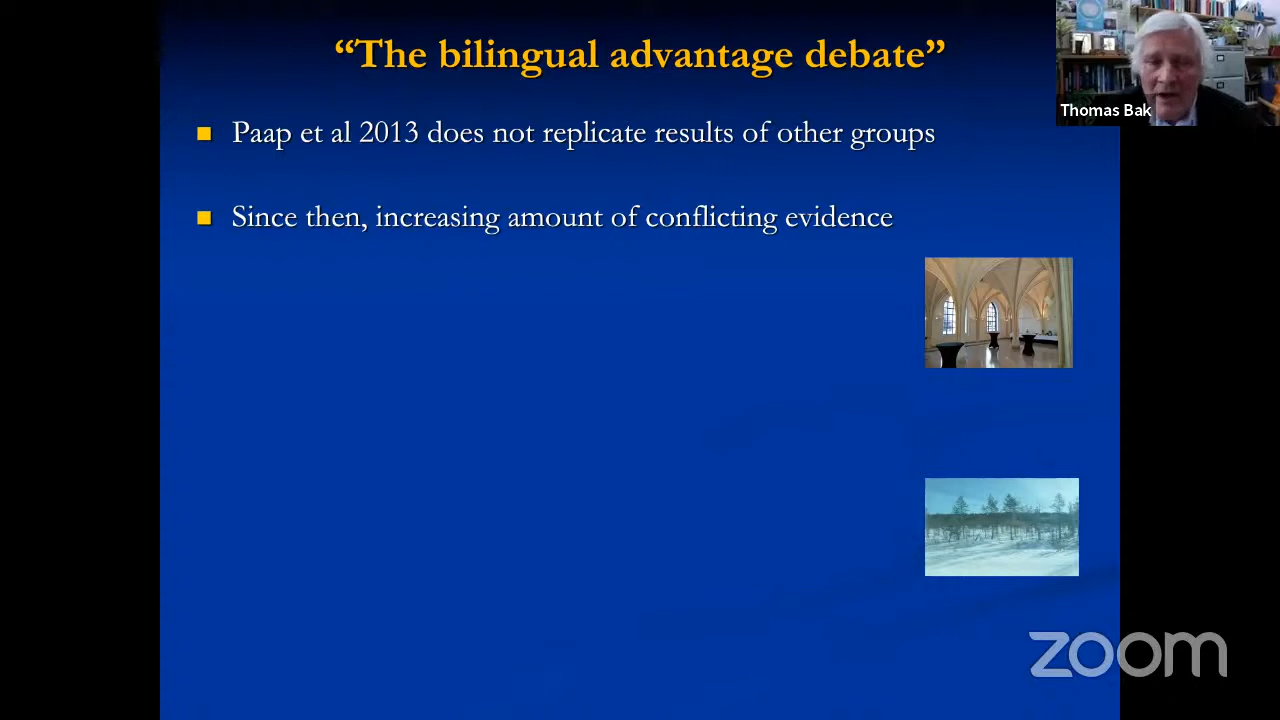 “The bilingual advantage debate”
Thomas Bak
Paap et al 2013 does not replicate results of other groups
Since then, increasing amount of conflicting evidence
zoom